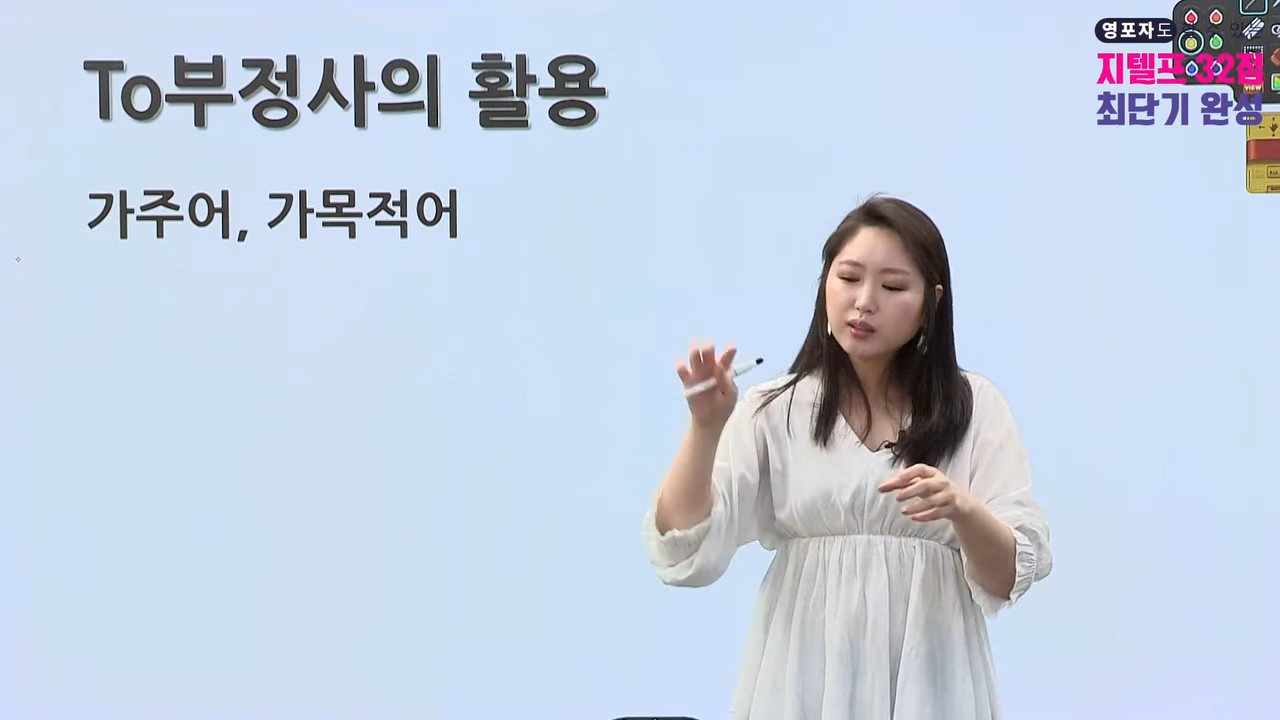 To부정사의 활용
가주어, 가목적어
영포자도
지텔프 32점
최단기 완성